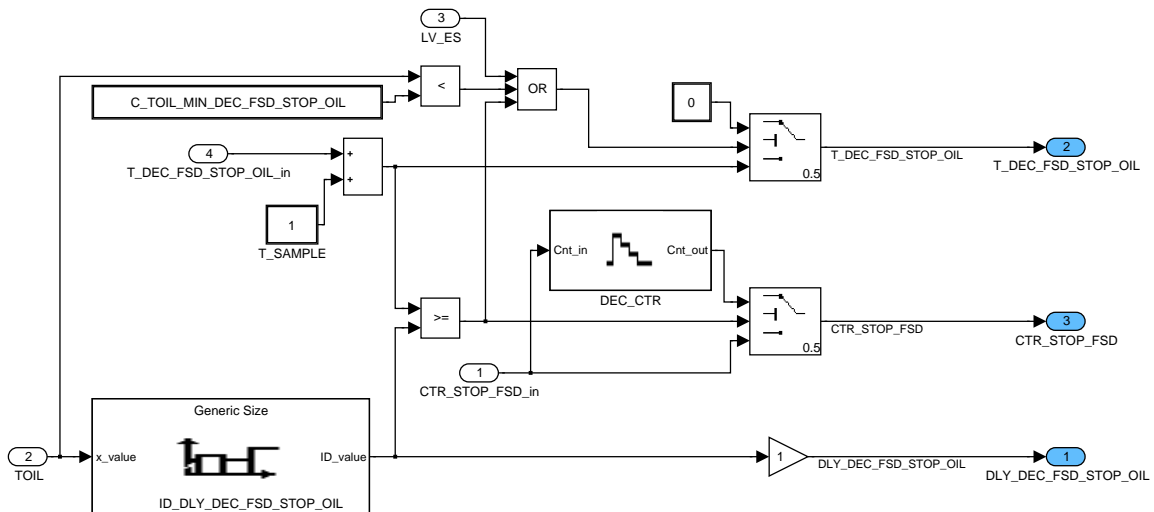 3
LV_ES
<
OR
C_TOIL_MIN_DEC_FSD_STOP_OIL
0
4
T_DEC_FSD_STOP_OIL_in
+
+
0.5
T_DEC_FSD_STOP_OIL
2
T_DEC_FSD_STOP_OIL
1
T_SAMPLE
Cnt_in
Cnt_out
DEC_CTR
>=
0.5
CTR_STOP_FSD
3
CTR_STOP_FSD
1
CTR_STOP_FSD_in
Generic Size
2
TOIL
x_value
ID_value
ID_DLY_DEC_FSD_STOP_OIL
1
DLY_DEC_FSD_STOP_OIL
1
DLY_DEC_FSD_STOP_OIL